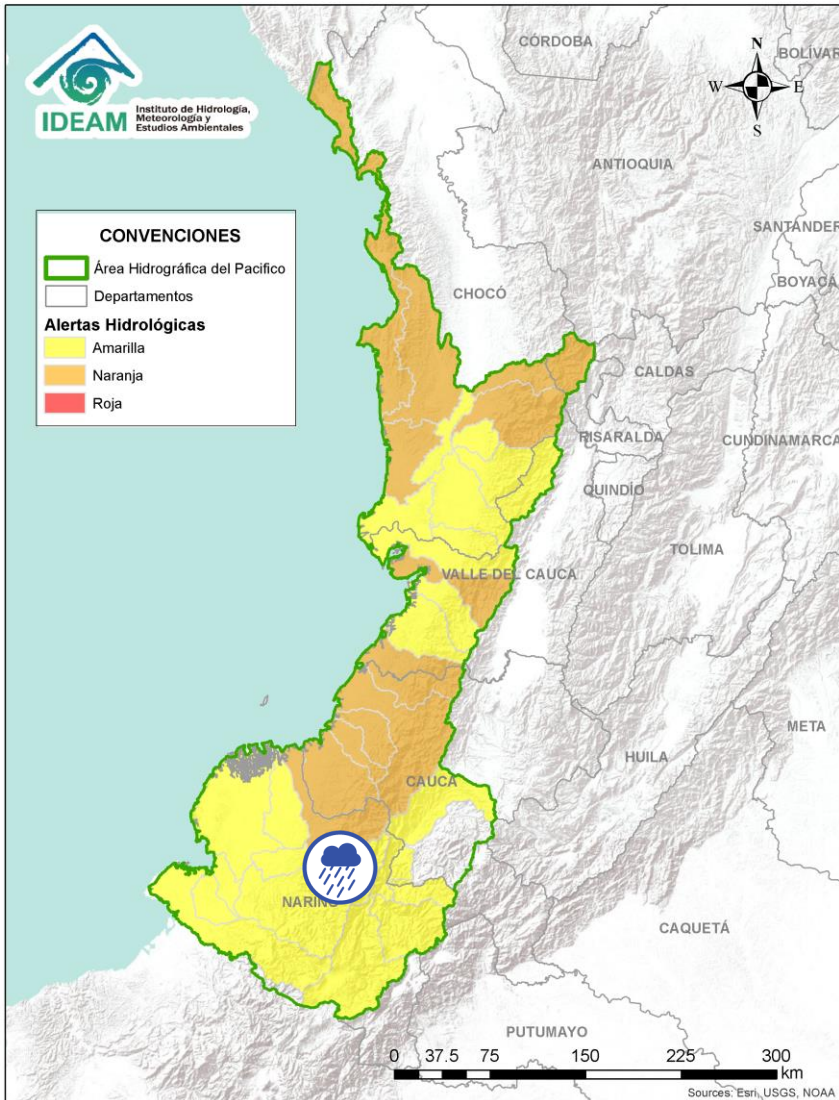 CÓRDOBA
BOLÍVAR
N
W E
S
IDEAM
Instituto de Hidrología,
Meteorología y
Estudios Ambientales
ANTIOQUIA
CONVENCIONES
Área Hidrográfica del Pacifico
Departamentos
Alertas Hidrológicas
Amarilla
Naranja
Roja
SANTANDER
BOYACÁ
CHOCÓ
CALDAS
RISARALDA
CUNDINAMARCA
QUINDÍO
TOLIMA
VALLE DEL CAUCA
META
HUILA
CAUCA
NARIÑO
CAQUETÁ
PUTUMAYO
0 37.5 75 150 225 300
km
Sources: Esri, USGS, NOAA